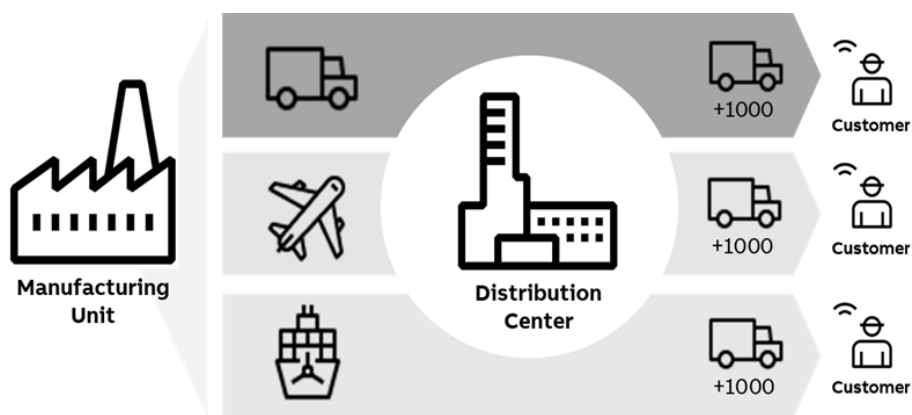 +1000
Customer
+1000
Customer
Manufacturing
Unit
Distribution
Center
+1000
Customer